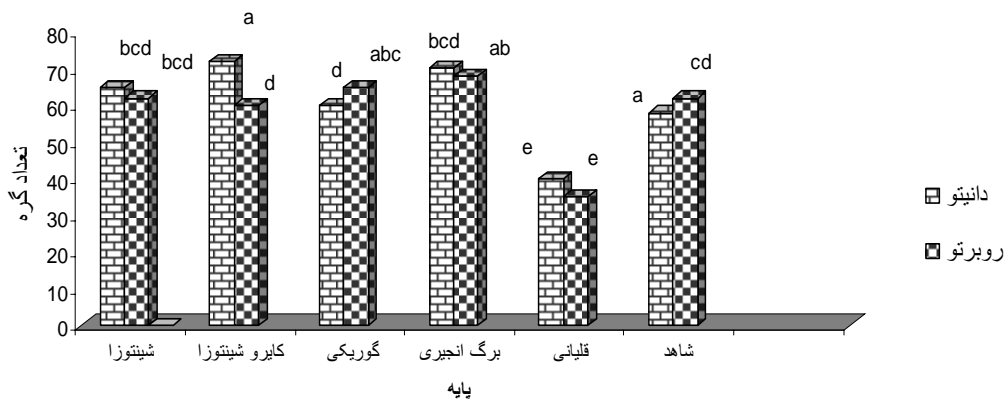 a
bcd
bcd
d
d
abc
bcd
ab
e
e
a
cd
80
70
60
50
40
30
20
10
0
تعداد گره
شینتوزا
کایرو شینتوزا
گوریکی
برگ انجیری
قلیانی
شاهد
پایه
دانیتو
روبرتو